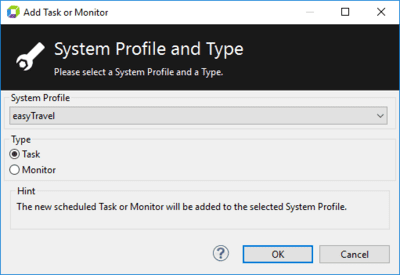 Add Task or Monitor
System Profile and Type
Please select a System Profile and a Type.
System Profile
easyTravel
Type
Task
Monitor
Hint
The new scheduled Task or Monitor will be added to the selected System Profile.
? OK Cancel